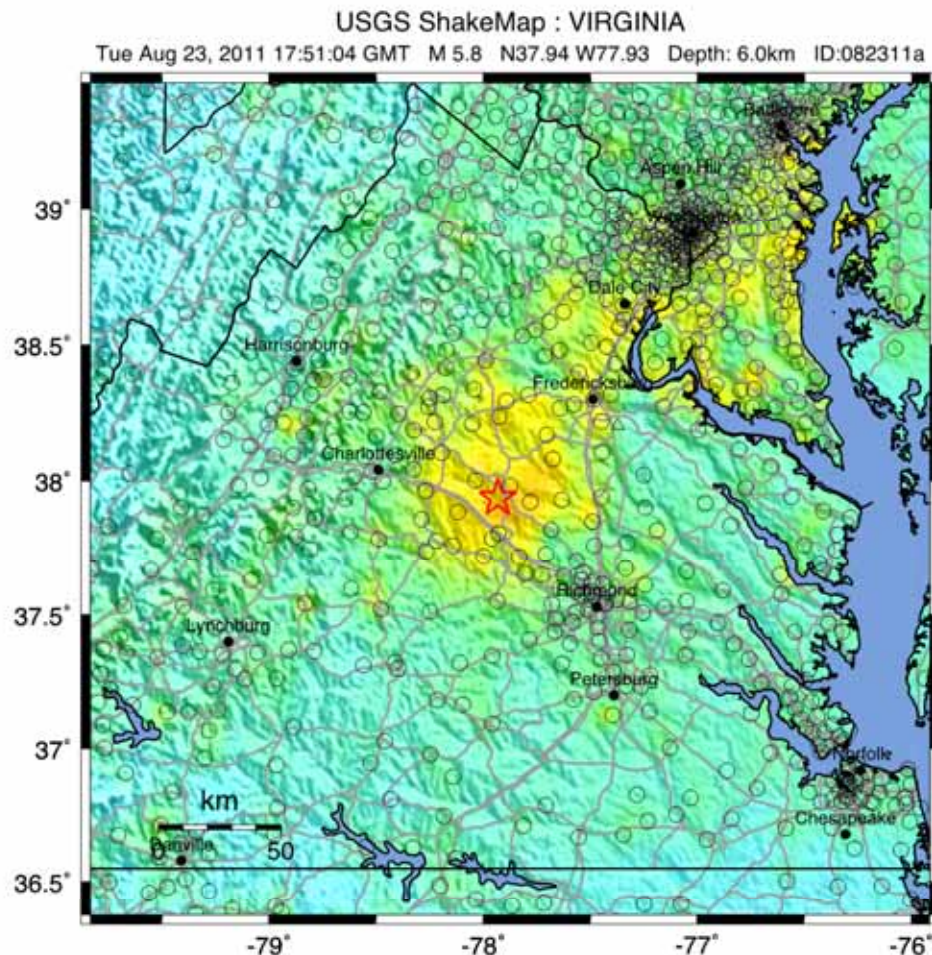 USGS ShakeMap : VIRGINIA
Tue Aug 23, 2011 17:51:04 GMT M 5.8 N37.94 W77.93 Depth: 6.0km ID:082311a
Aspen Hill
39°
Dale City
38.5°
Harrisonburg
Charlottesville
38°
37.5°
Richmond
Lynchburg
Petersburg
37°
Norfolk
km
Chesapeake
0 50
Danville
36.5°
-79° -78° -77° -76°